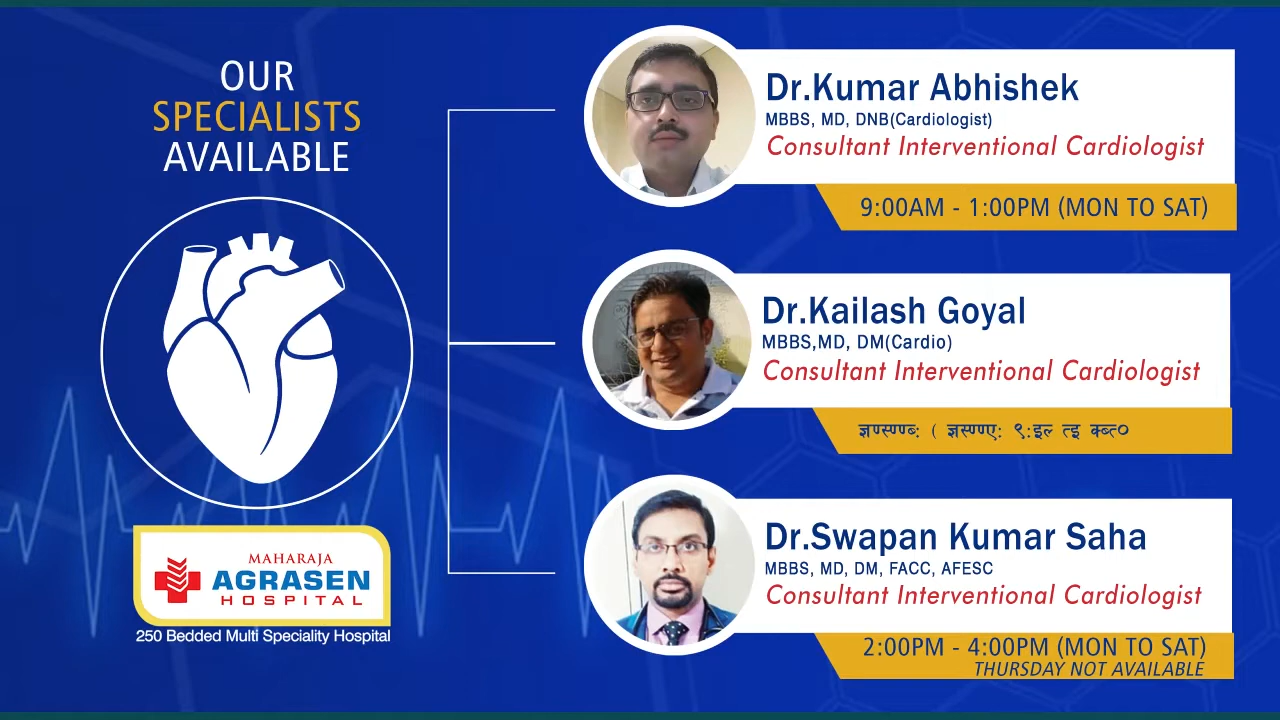 OUR
SPECIALISTS
AVAILABLE
MAHARAJA
AGRASEN
HOSPITAL
250 Bedded Multi Speciality Hospital
Dr.Kumar Abhishek
MBBS, MD, DNB(Cardiologist)
Consultant Interventional Cardiologist
9:00AM - 1:00PM (MON TO SAT)
Dr.Kailash Goyal
MBBS,MD, DM(Cardio)
Consultant Interventional Cardiologist
Dr.Swapan Kumar Saha
MBBS, MD, DM, FACC, AFESC
Consultant Interventional Cardiologist
2:00PM - 4:00PM (MON TO SAT)
THURSDAY NOT AVAILABLE